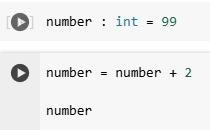 number : int = 99
number = number + 2
number